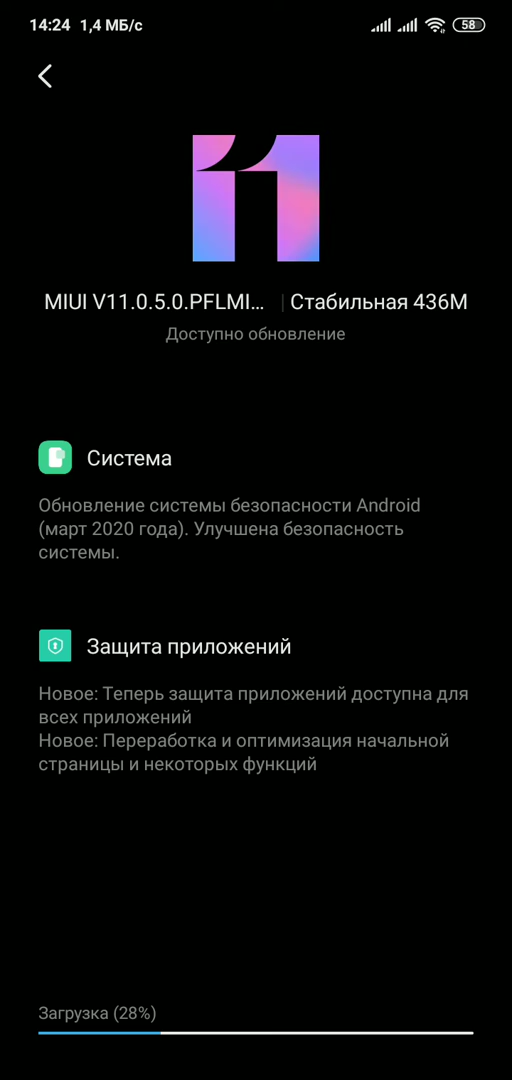 14:24 1,4 МБ/с 58
MIUI V11.0.5.0.PFLMI... | Стабильная 436M
Доступно обновление
Система
Обновление системы безопасности Android
(март 2020 года). Улучшена безопасность
системы.
Защита приложений
Новое: Теперь защита приложений доступна для
всех приложений
Новое: Переработка и оптимизация начальной
страницы и некоторых функций
Загрузка (28%)